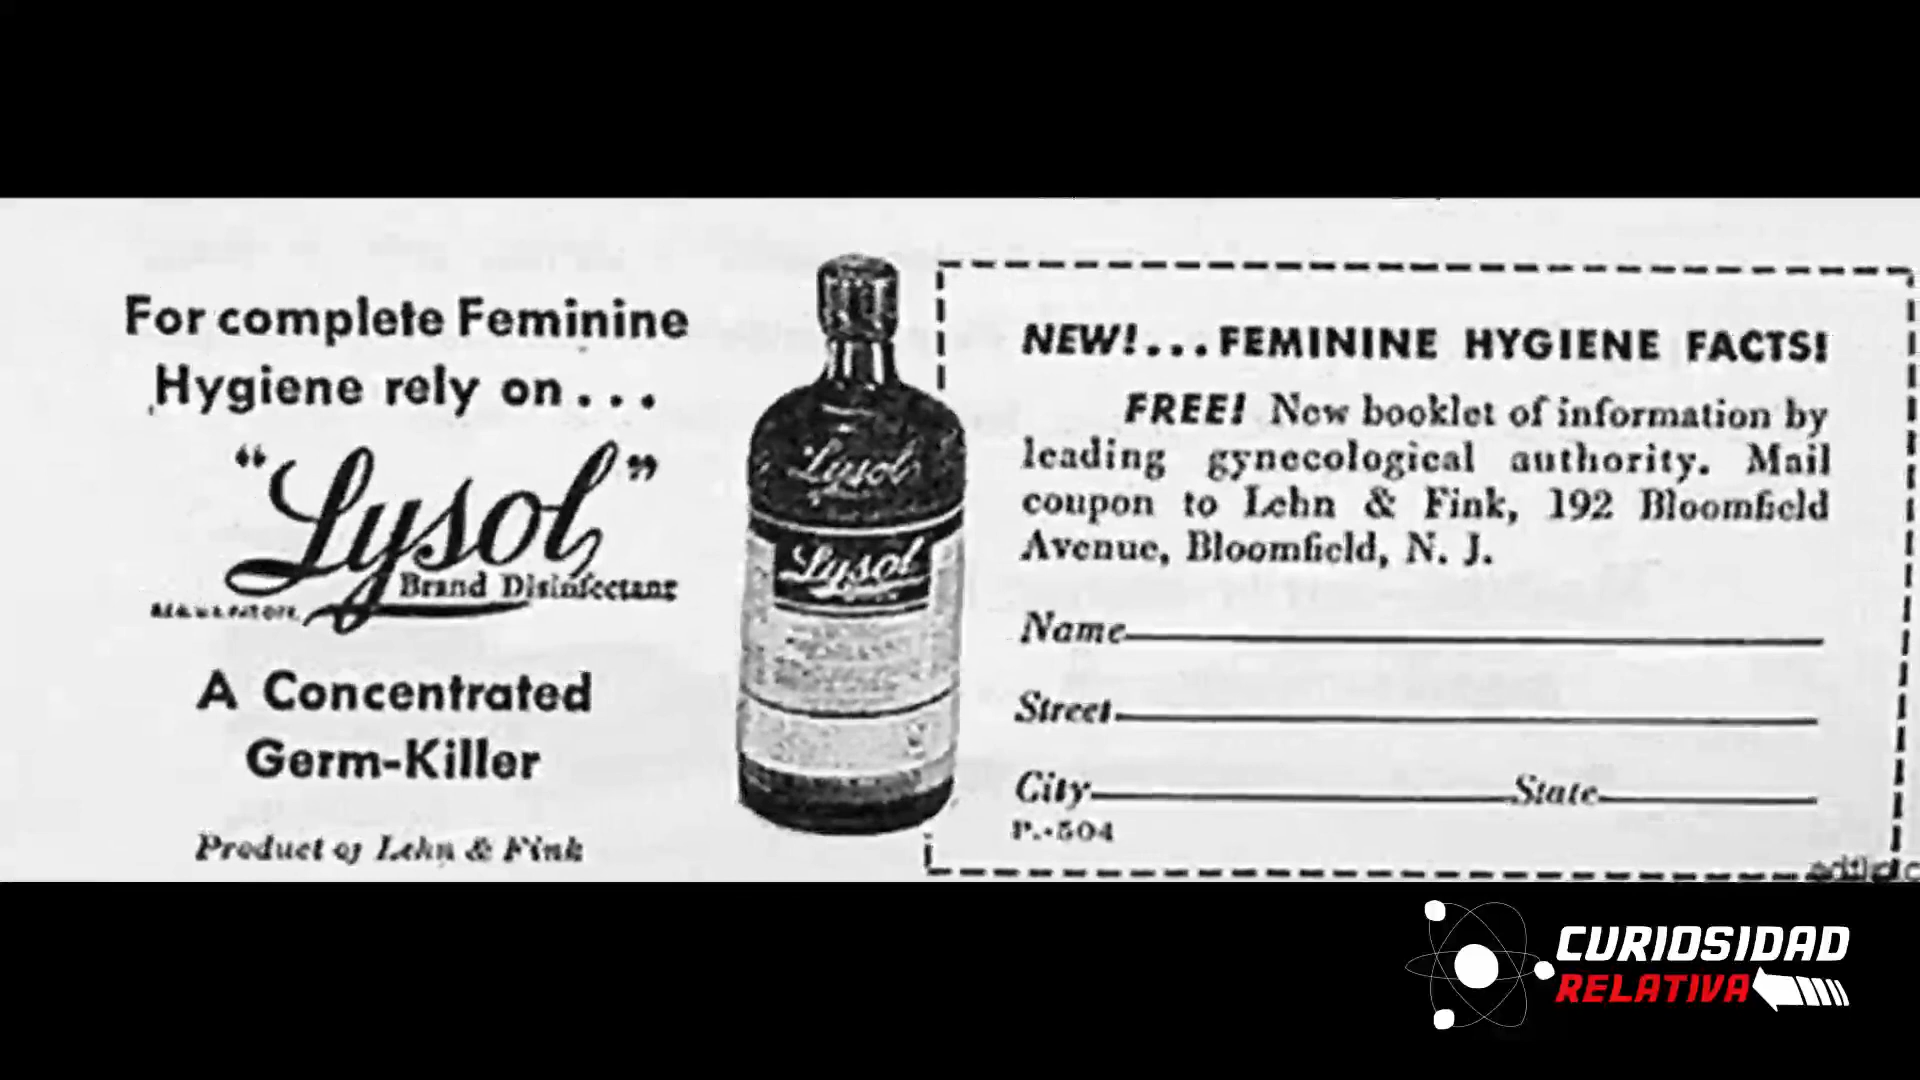 For complete Feminine
Hygiene rely on...
"Lysol"
Brand Disinfectant
A Concentrated
Germ-Killer
Product of Lehn & Fink
Lysol
Lysol
NEW!...FEMININE HYGIENE FACTS!
FREE! New booklet of information by
leading gynecological authority. Mail
coupon to Lehn & Fink, 192 Bloomfield
Avenue, Bloomfield, N. J.
Name
Street
City State
P.-504
CURIOSIDAD
RELATIVA